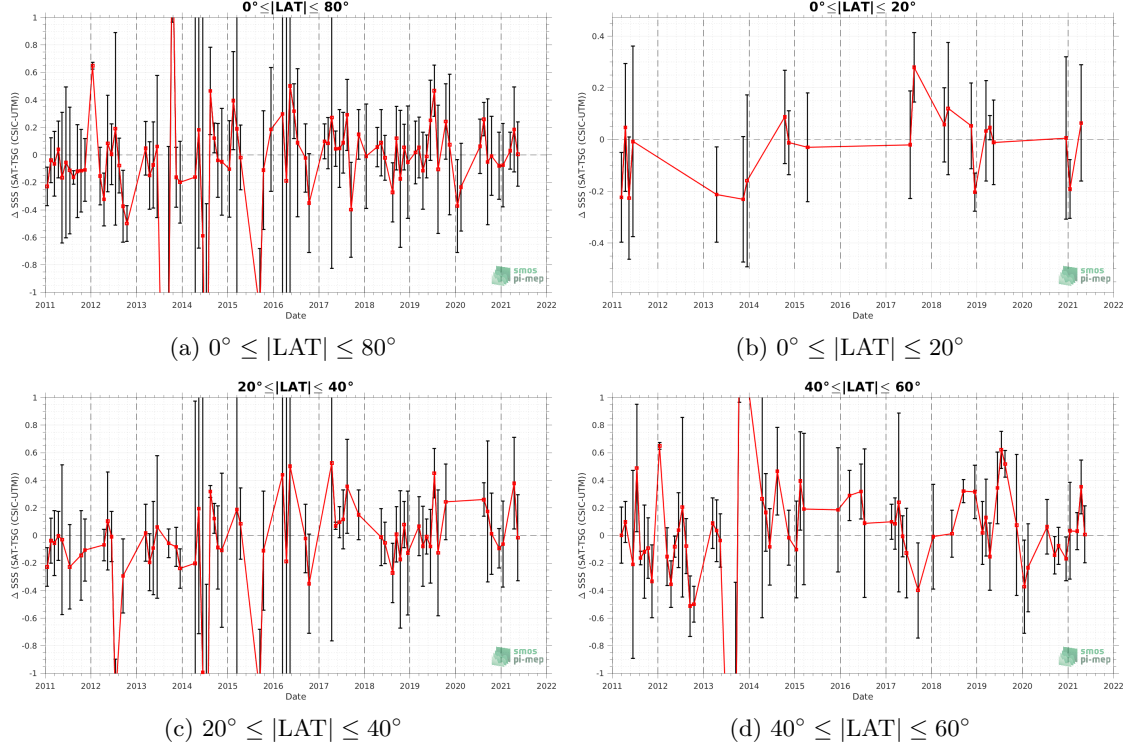 0°≤|LAT|≤ 80°
Δ SSS (SAT-TSG (CSIC-UTM))
1
0.8
0.6
0.4
0.2
0
-0.2
-0.4
-0.6
-0.8
-1
2011 2012 2013 2014 2015 2016 2017 2018 2019 2020 2021 2022
Date
smos
pi-mep
(a) 0° ≤ |LAT| ≤ 80°
0°≤|LAT|≤ 20°
Δ SSS (SAT-TSG (CSIC-UTM))
0.4
0.2
0
-0.2
-0.4
2011 2012 2013 2014 2015 2016 2017 2018 2019 2020 2021 2022
Date
smos
pi-mep
(b) 0° ≤ |LAT| ≤ 20°
20°≤|LAT|≤ 40°
Δ SSS (SAT-TSG (CSIC-UTM))
1
0.8
0.6
0.4
0.2
0
-0.2
-0.4
-0.6
-0.8
-1
2011 2012 2013 2014 2015 2016 2017 2018 2019 2020 2021 2022
Date
smos
pi-mep
(c) 20° ≤ |LAT| ≤ 40°
40°≤|LAT|≤ 60°
Δ SSS (SAT-TSG (CSIC-UTM))
1
0.8
0.6
0.4
0.2
0
-0.2
-0.4
-0.6
-0.8
-1
2011 2012 2013 2014 2015 2016 2017 2018 2019 2020 2021 2022
Date
smos
pi-mep
(d) 40° ≤ |LAT| ≤ 60°